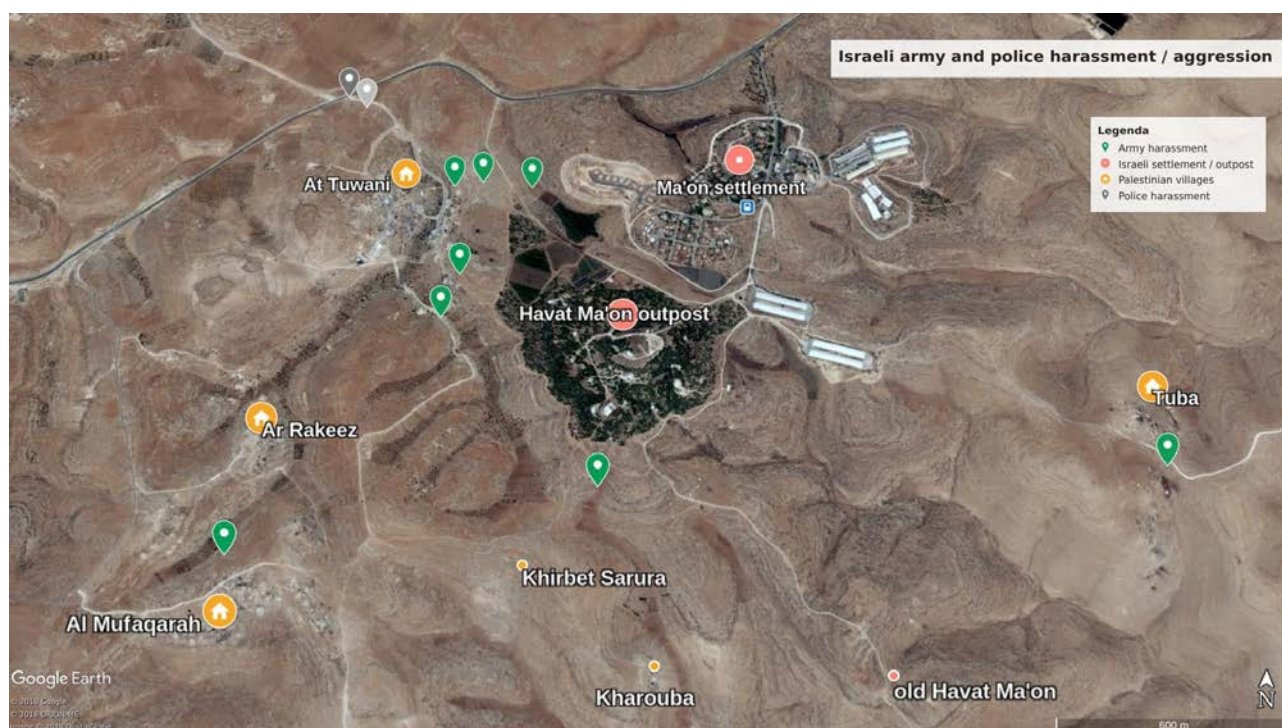 Israeli army and police harassment / aggression
Legenda
Army harassment
Israeli settlement / outpost
Palestinian villages
Police harassment
At Tuwani
Ma'on settlement
Havat Ma'on outpost
Tuba
Ar Rakeez
Khirbet Sarura
Al Mufaqarah
Kharouba
old Havat Ma'on
Google Earth
N
© 2018 Google
600 m